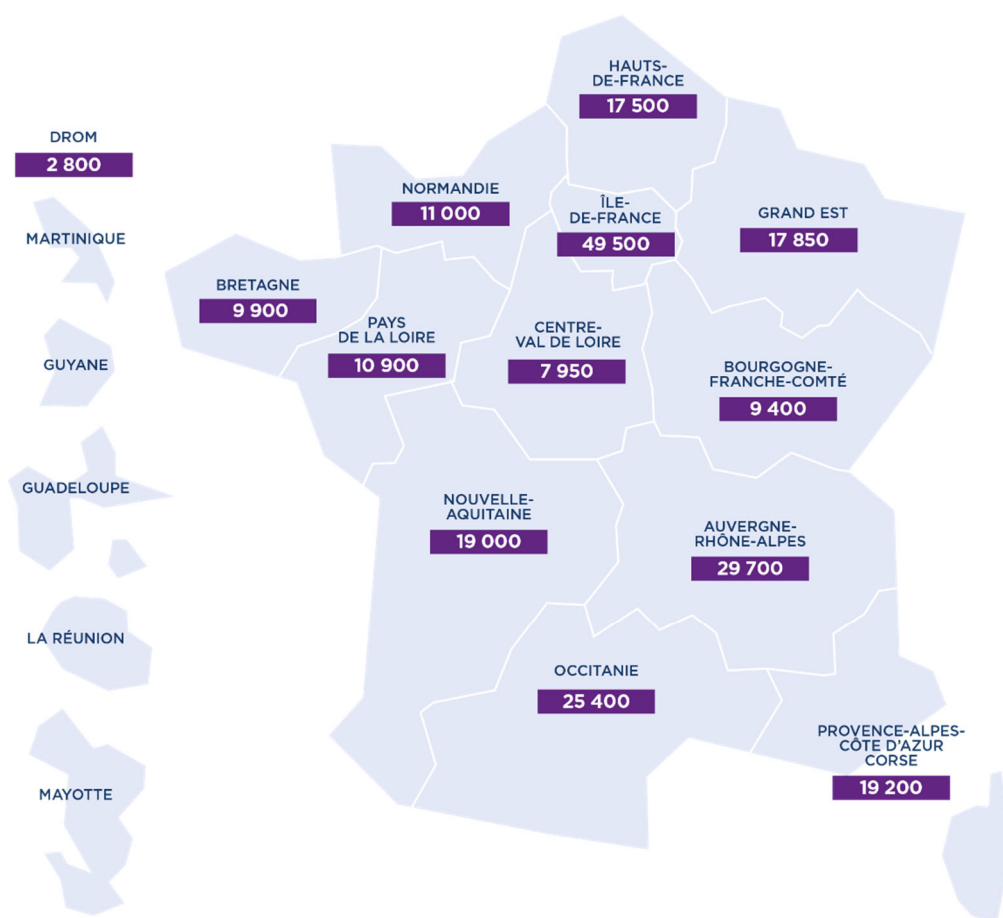 HAUTS-
DE-FRANCE
17 500
DROM
2 800
NORMANDIE
11 000
ÎLE-
DE-FRANCE
49 500
GRAND EST
17 850
MARTINIQUE
BRETAGNE
9 900
PAYS
DE LA LOIRE
10 900
CENTRE-
VAL DE LOIRE
7 950
BOURGOGNE-
FRANCHE-COMTÉ
9 400
GUYANE
GUADELOUPE
NOUVELLE-
AQUITAINE
19 000
AUVERGNE-
RHÔNE-ALPES
29 700
LA RÉUNION
OCCITANIE
25 400
PROVENCE-ALPES-
CÔTE D'AZUR
CORSE
19 200
MAYOTTE